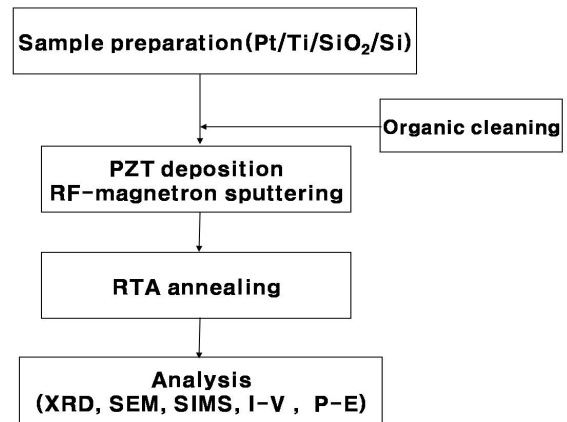 Sample preparation(Pt/Ti/SiO₂/Si)
Organic cleaning
PZT deposition
RF-magnetron sputtering
RTA annealing
Analysis
(XRD, SEM, SIMS, I-V , P-E)